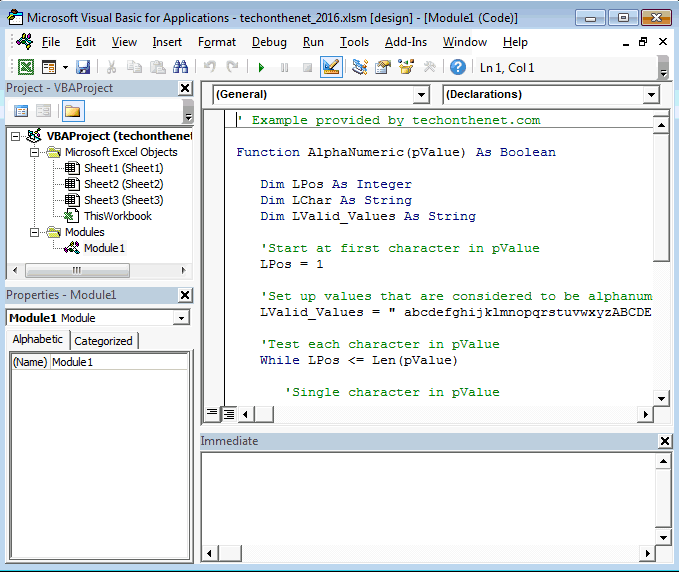 Microsoft Visual Basic for Applications - techonthenet_2016.xlsm [design] - [Module1 (Code)]
File Edit View Insert Format Debug Run Tools Add-Ins Window Help
Ln 1, Col 1
Project - VBAProject
VBAProject (techonthenet
Microsoft Excel Objects
Sheet1 (Sheet1)
Sheet2 (Sheet2)
Sheet3 (Sheet3)
ThisWorkbook
Modules
Module1
Properties - Module1
Module1 Module
Alphabetic Categorized
(Name) Module1
(General) (Declarations)
' Example provided by techonthenet.com
Function AlphaNumeric(pValue) As Boolean
Dim LPos As Integer
Dim LChar As String
Dim LValid_Values As String
'Start at first character in pValue
LPos = 1
'Set up values that are considered to be alphanum
LValid_Values = " abcdefghijklmnopqrstuvwxyzABCDE
'Test each character in pValue
While LPos <= Len(pValue)
'Single character in pValue
Immediate